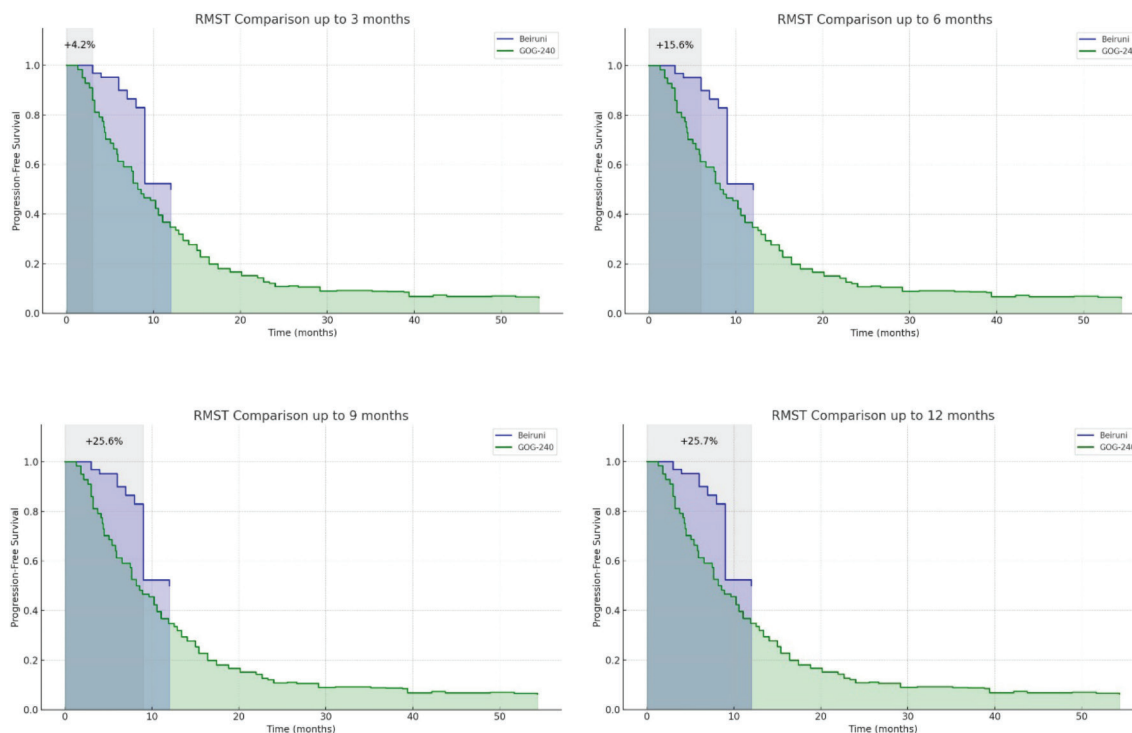 RMST Comparison up to 3 months
+4.2%
Beiruni
GOG-240
1.0
0.8
0.6
0.4
0.2
0.0
Progression-Free Survival
0
10
20
30
40
50
Time (months)
RMST Comparison up to 6 months
+15.6%
Beiruni
GOG-240
1.0
0.8
0.6
0.4
0.2
0.0
Progression-Free Survival
0
10
20
30
40
50
Time (months)
RMST Comparison up to 9 months
+25.6%
Beiruni
GOG-240
1.0
0.8
0.6
0.4
0.2
0.0
Progression-Free Survival
0
10
20
30
40
50
Time (months)
RMST Comparison up to 12 months
+25.7%
Beiruni
GOG-240
1.0
0.8
0.6
0.4
0.2
0.0
Progression-Free Survival
0
10
20
30
40
50
Time (months)